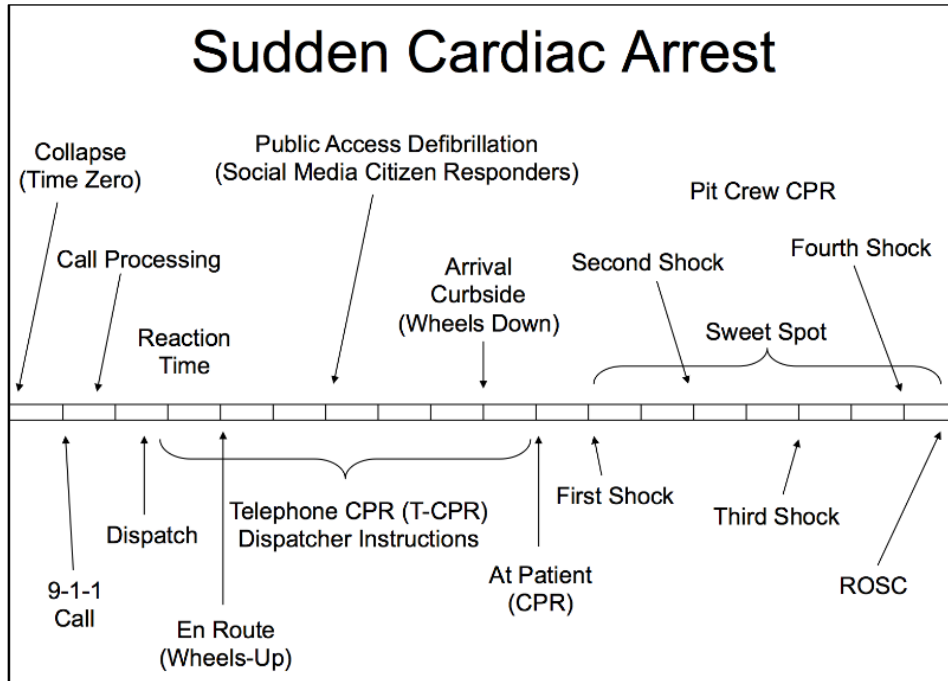 Sudden Cardiac Arrest
Public Access Defibrillation
(Social Media Citizen Responders)
Collapse
(Time Zero)
Pit Crew CPR
Call Processing
Arrival
Curbside
(Wheels Down)
Second Shock
Fourth Shock
Reaction
Time
Sweet Spot
First Shock
Telephone CPR (T-CPR)
Dispatcher Instructions
Third Shock
Dispatch
At Patient
(CPR)
ROSC
9-1-1
Call
En Route
(Wheels-Up)